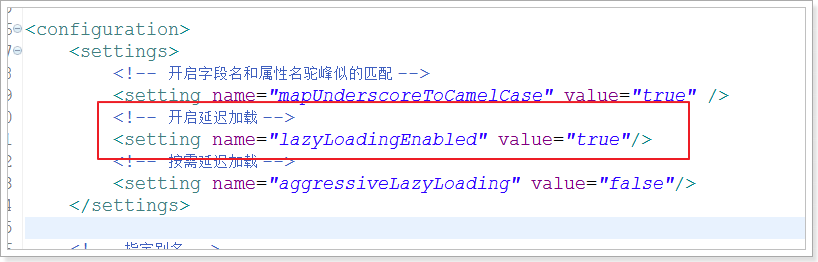 <configuration>
<settings>
<!-- 开启字段名和属性名驼峰似的匹配 -->
<setting name="mapUnderscoreToCamelCase" value="true" />
<!-- 开启延迟加载 -->
<setting name="lazyLoadingEnabled" value="true"/>
<!-- 按需延迟加载 -->
<setting name="aggressiveLazyLoading" value="false"/>
</settings>